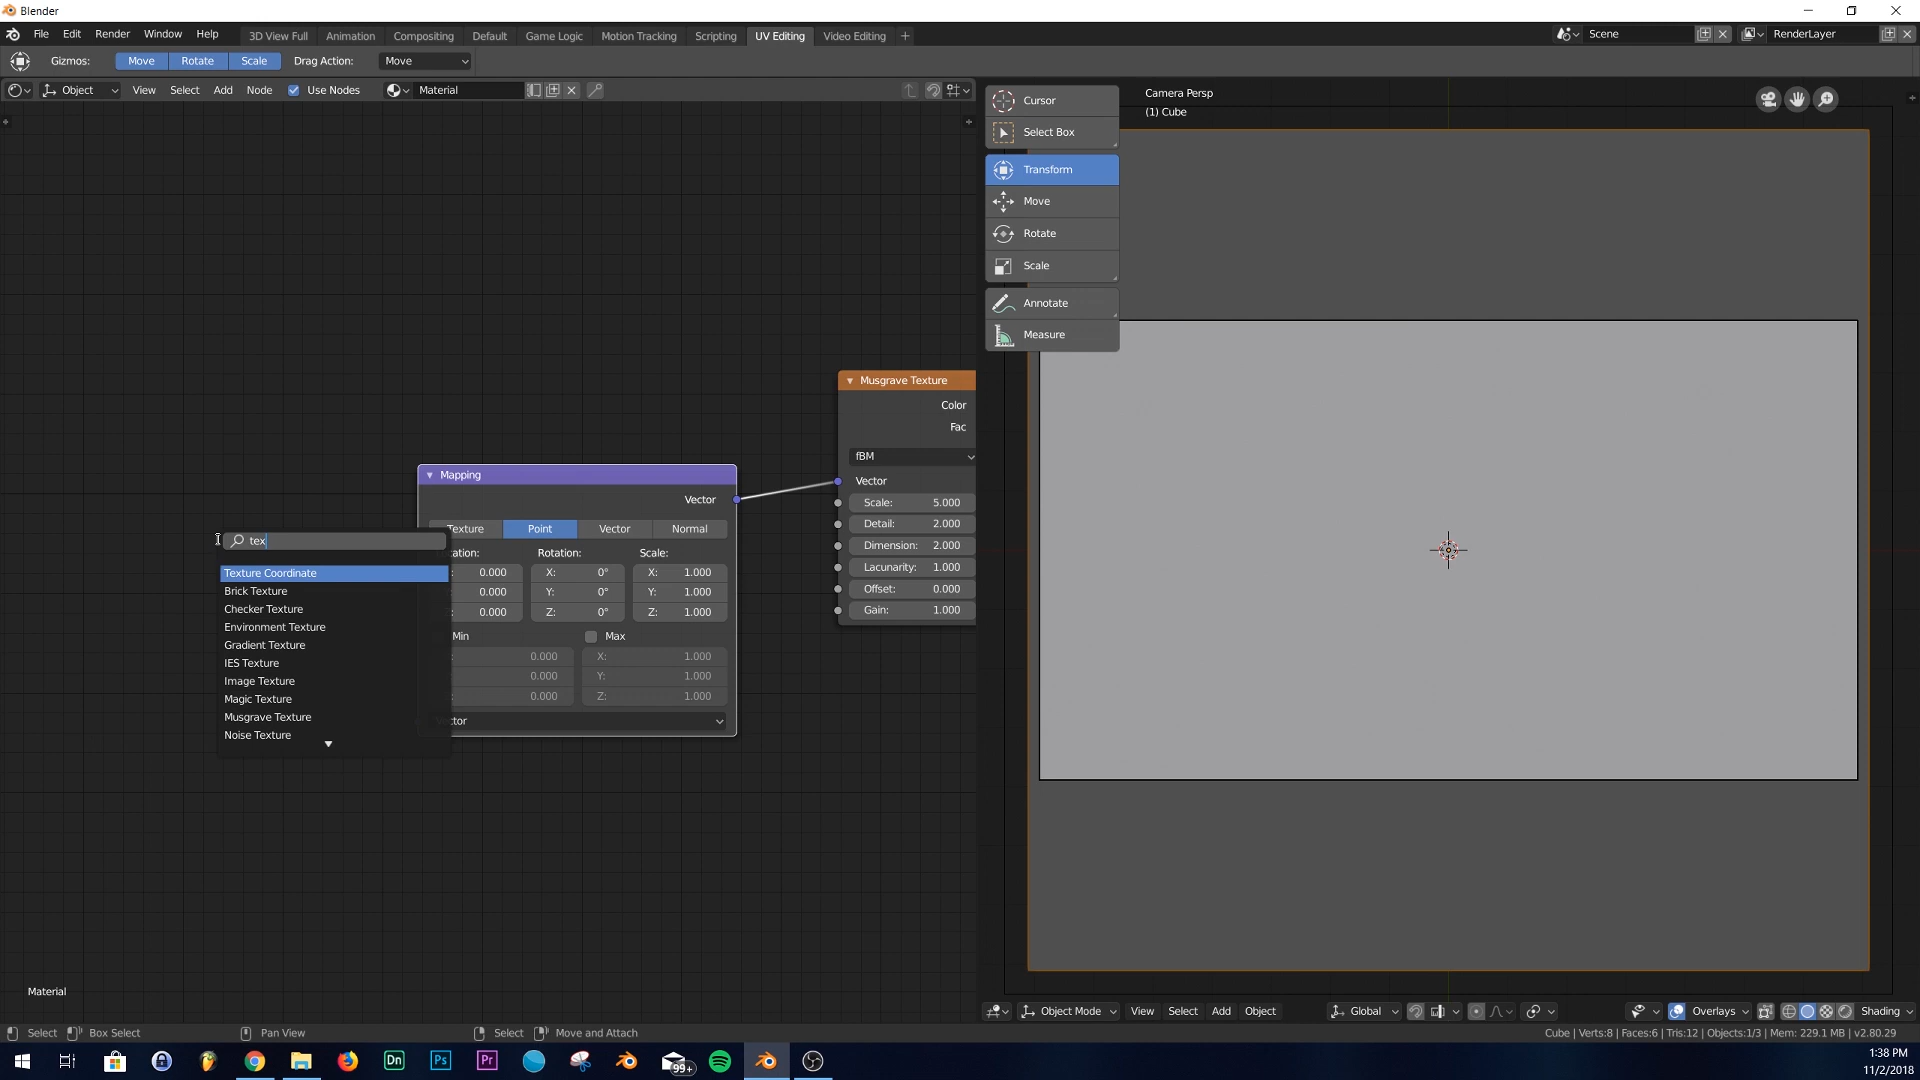 Blender
File Edit Render Window Help
3D View Full Animation Compositing Default Game Logic Motion Tracking Scripting UV Editing Video Editing +
Scene
RenderLayer
Gizmos: Move Rotate Scale Drag Action: Move
Object View Select Add Node Use Nodes Material
Cursor
Select Box
Transform
Move
Rotate
Scale
Annotate
Measure
Camera Persp
(1) Cube
Musgrave Texture
Color
Fac
fBM
Vector
Scale: 5.000
Detail: 2.000
Dimension: 2.000
Lacunarity: 1.000
Offset: 0.000
Gain: 1.000
Mapping
Vector
Texture Point Vector Normal
Rotation: Scale:
0.000 X: 0° X: 1.000
0.000 Y: 0° Y: 1.000
0.000 Z: 0° Z: 1.000
Min Max
0.000 X: 1.000
0.000 Y: 1.000
0.000 Z: 1.000
tex
Texture Coordinate
Brick Texture
Checker Texture
Environment Texture
Gradient Texture
IES Texture
Image Texture
Magic Texture
Musgrave Texture
Noise Texture
Material
Object Mode View Select Add Object Global Overlays Shading
Select Box Select Pan View Select Move and Attach
Cube | Verts:8 | Faces:6 | Tris:12 | Objects:1/3 | Mem: 229.1 MB | v2.80.29
Dn Ps Pr 99+
1:38 PM
11/2/2018